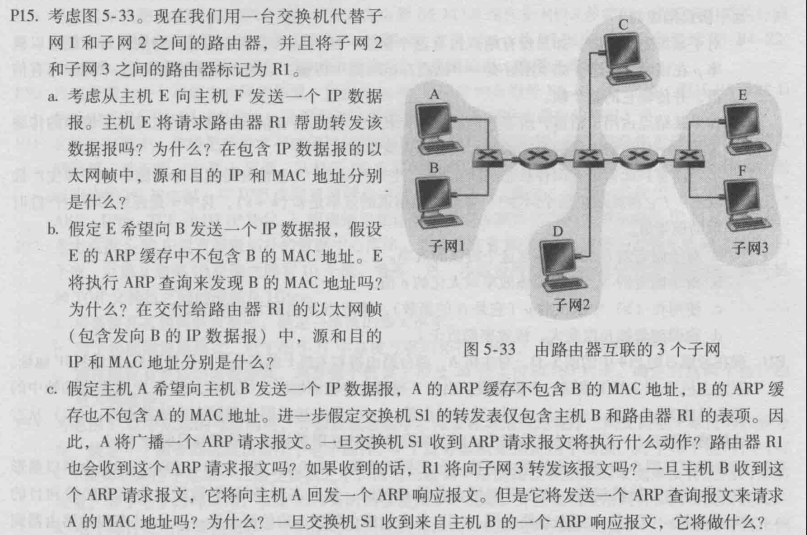 P15. 考虑图 5-33。现在我们用一台交换机代替子
网 1 和子网 2 之间的路由器，并且将子网 2
和子网 3 之间的路由器标记为 R1。
a. 考虑从主机 E 向主机 F 发送一个 IP 数据
报。主机 E 将请求路由器 R1 帮助转发该
数据报吗？为什么？在包含 IP 数据报的以
太网帧中，源和目的 IP 和 MAC 地址分别
是什么？
b. 假定 E 希望向 B 发送一个 IP 数据报，假设
E 的 ARP 缓存中不包含 B 的 MAC 地址。E
将执行 ARP 查询来发现 B 的 MAC 地址吗？
为什么？在交付给路由器 R1 的以太网帧
（包含发向 B 的 IP 数据报）中，源和目的
IP 和 MAC 地址分别是什么？
C
A
E
B
F
D
子网1
子网3
子网2
图 5-33 由路由器互联的 3 个子网
c. 假定主机 A 希望向主机 B 发送一个 IP 数据报，A 的 ARP 缓存不包含 B 的 MAC 地址，B 的 ARP 缓
存也不包含 A 的 MAC 地址。进一步假定交换机 S1 的转发表仅包含主机 B 和路由器 R1 的表项。因
此，A 将广播一个 ARP 请求报文。一旦交换机 S1 收到 ARP 请求报文将执行什么动作？路由器 R1
也会收到这个 ARP 请求报文吗？如果收到的话，R1 将向子网 3 转发该报文吗？一旦主机 B 收到这
个 ARP 请求报文，它将向主机 A 回发一个 ARP 响应报文。但是它将发送一个 ARP 查询报文来请求
A 的 MAC 地址吗？为什么？一旦交换机 S1 收到来自主机 B 的一个 ARP 响应报文，它将做什么？